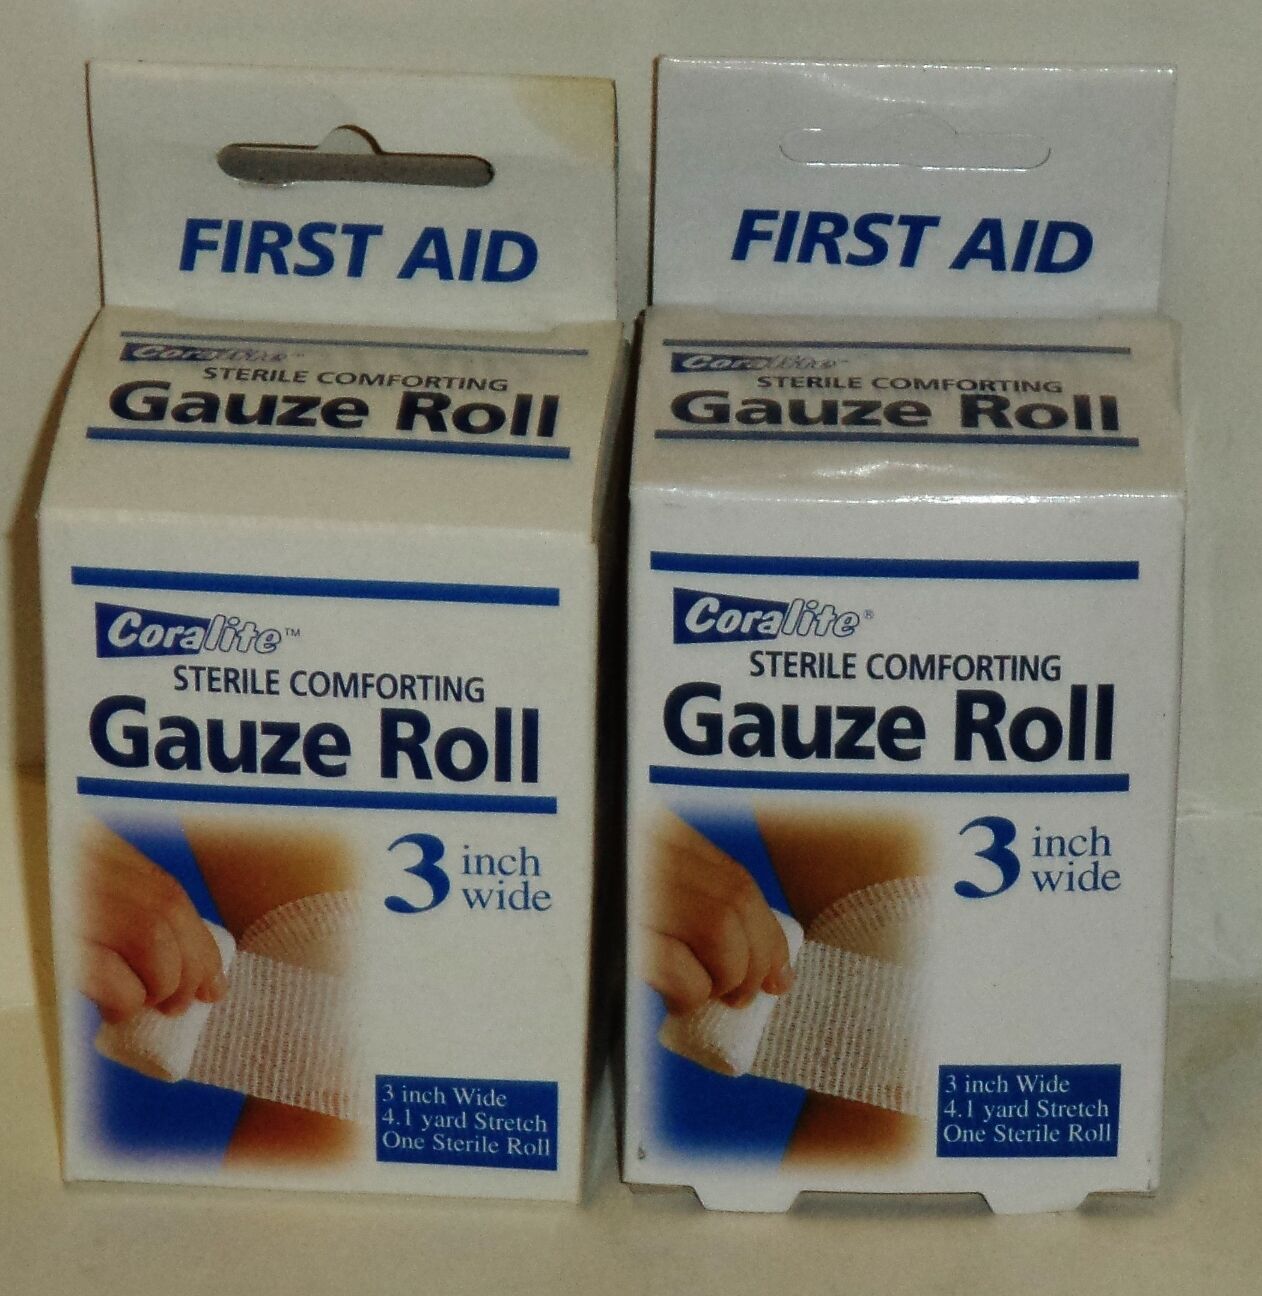 FIRST AID
Coralite™
STERILE COMFORTING
Gauze Roll
Coralite™
STERILE COMFORTING
Gauze Roll
3 inch
wide
3 inch Wide
4.1 yard Stretch
One Sterile Roll
FIRST AID
Coralite™
STERILE COMFORTING
Gauze Roll
Coralite®
STERILE COMFORTING
Gauze Roll
3 inch
wide
3 inch Wide
4.1 yard Stretch
One Sterile Roll